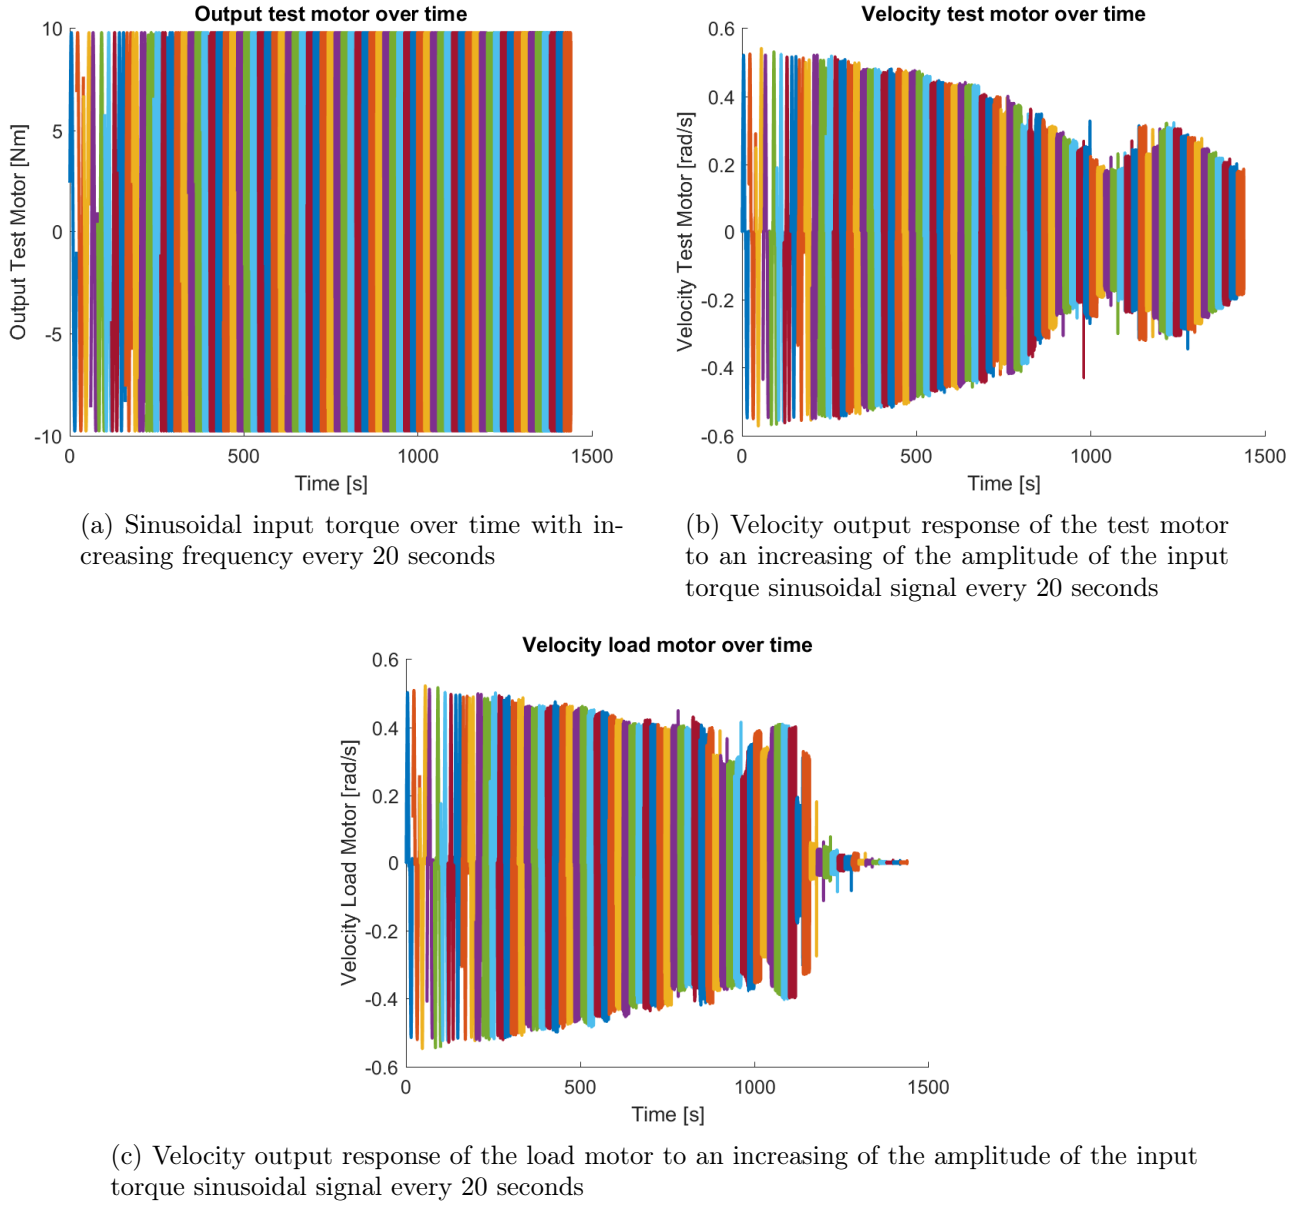 Output test motor over time
10
5
0
-5
-10
Output Test Motor [Nm]
0 500 1000 1500
Time [s]
(a) Sinusoidal input torque over time with in-
creasing frequency every 20 seconds
Velocity test motor over time
0.6
0.4
0.2
0
-0.2
-0.4
-0.6
Velocity Test Motor [rad/s]
0 500 1000 1500
Time [s]
(b) Velocity output response of the test motor
to an increasing of the amplitude of the input
torque sinusoidal signal every 20 seconds
Velocity load motor over time
0.6
0.4
0.2
0
-0.2
-0.4
-0.6
Velocity Load Motor [rad/s]
0 500 1000 1500
Time [s]
(c) Velocity output response of the load motor to an increasing of the amplitude of the input
torque sinusoidal signal every 20 seconds